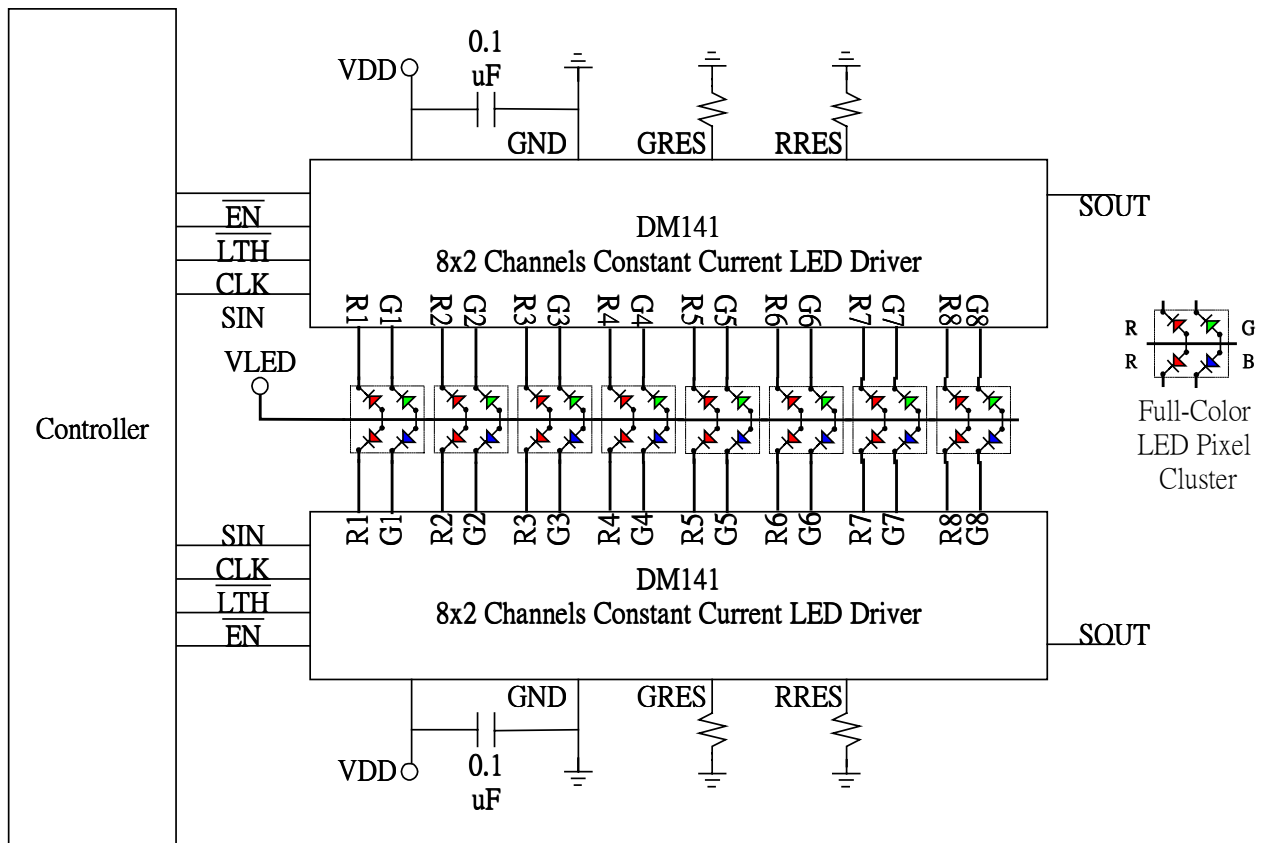 0.1
uF
VDD
GND
GRES
RRES
EN
LTH
CLK
SIN
SOUT
DM141
8x2 Channels Constant Current LED Driver
R1 G1 R2 G2 R3 G3 R4 G4 R5 G5 R6 G6 R7 G7 R8 G8
VLED
Controller
R G
R B
Full-Color
LED Pixel
Cluster
R1 G1 R2 G2 R3 G3 R4 G4 R5 G5 R6 G6 R7 G7 R8 G8
SIN
CLK
LTH
EN
DM141
8x2 Channels Constant Current LED Driver
SOUT
GND
GRES
RRES
VDD
0.1
uF